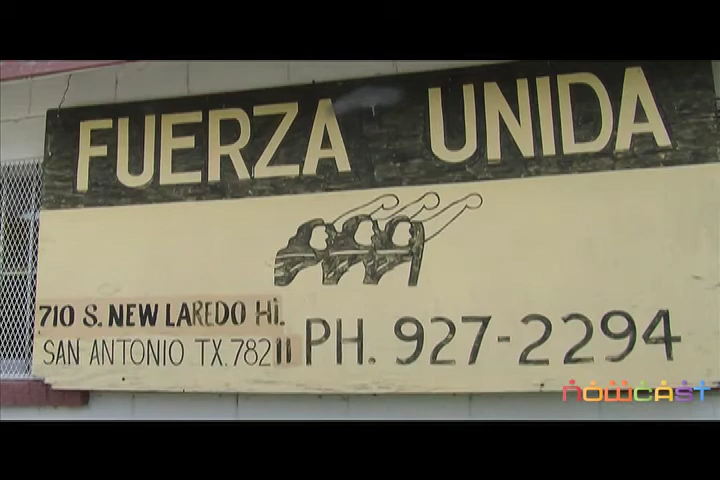 FUERZA UNIDA
710 S. NEW LAREDO Hi.
SAN ANTONIO TX. 78211
PH. 927-2294
NOWCAST